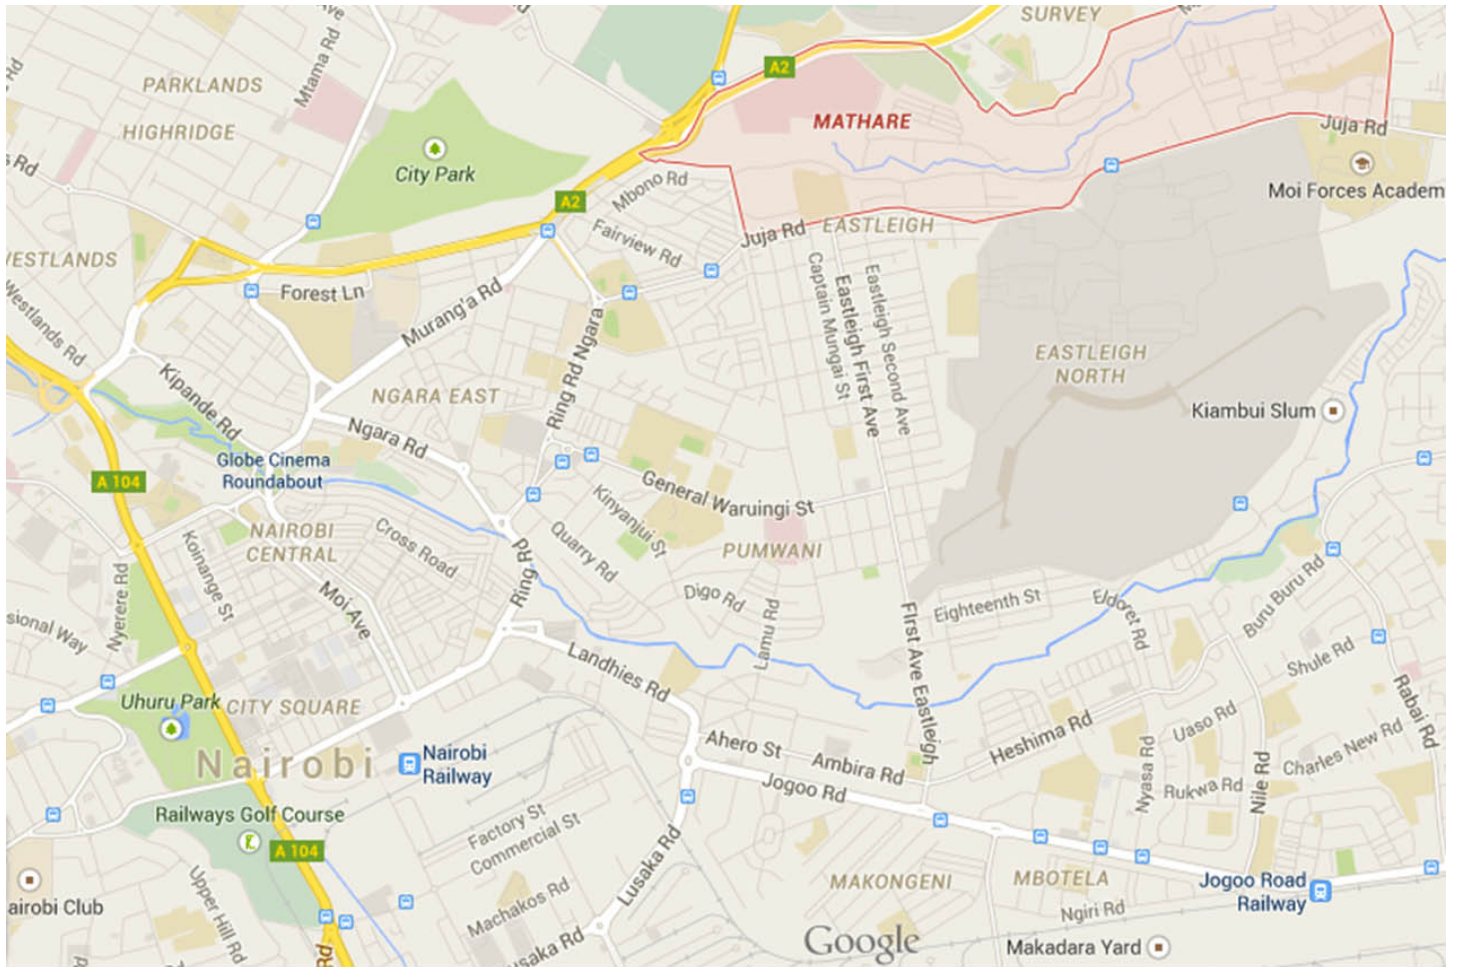 SURVEY
Mtama Rd
PARKLANDS
A2
HIGHRIDGE
MATHARE
Juja Rd
City Park
Moi Forces Academ
Mbono Rd
A2
Fairview Rd
Juja Rd
EASTLEIGH
Forest Ln
Murang'a Rd
Captain Mungai St
Eastleigh First Ave
Eastleigh Second Ave
Westlands Rd
Ring Rd Ngara
EASTLEIGH
NORTH
Kipande Rd
NGARA EAST
Kiambui Slum
Ngara Rd
Globe Cinema
Roundabout
A 104
General Waruingi St
Kinyanjui St
NAIROBI
CENTRAL
Cross Road
Quarry Rd
PUMWANI
Koinange St
Ring Rd
Nyerere Rd
Moi Ave
Digo Rd
Lamu Rd
Eighteenth St
Eldoret Rd
Buru Buru Rd
sional Way
Landhies Rd
First Ave Eastleigh
Shule Rd
Uhuru Park
CITY SQUARE
Rabai Rd
Uaso Rd
Heshima Rd
Nairobi
Nairobi
Railway
Ahero St
Ambira Rd
Jogoo Rd
Nyasa Rd
Rukwa Rd
Nile Rd
Charles New Rd
Railways Golf Course
Factory St
Commercial St
A 104
Lusaka Rd
Upper Hill Rd
MAKONGENI
MBOTELA
Jogoo Road
Railway
airobi Club
Machakos Rd
Ngiri Rd
usaka Rd
Google
Makadara Yard